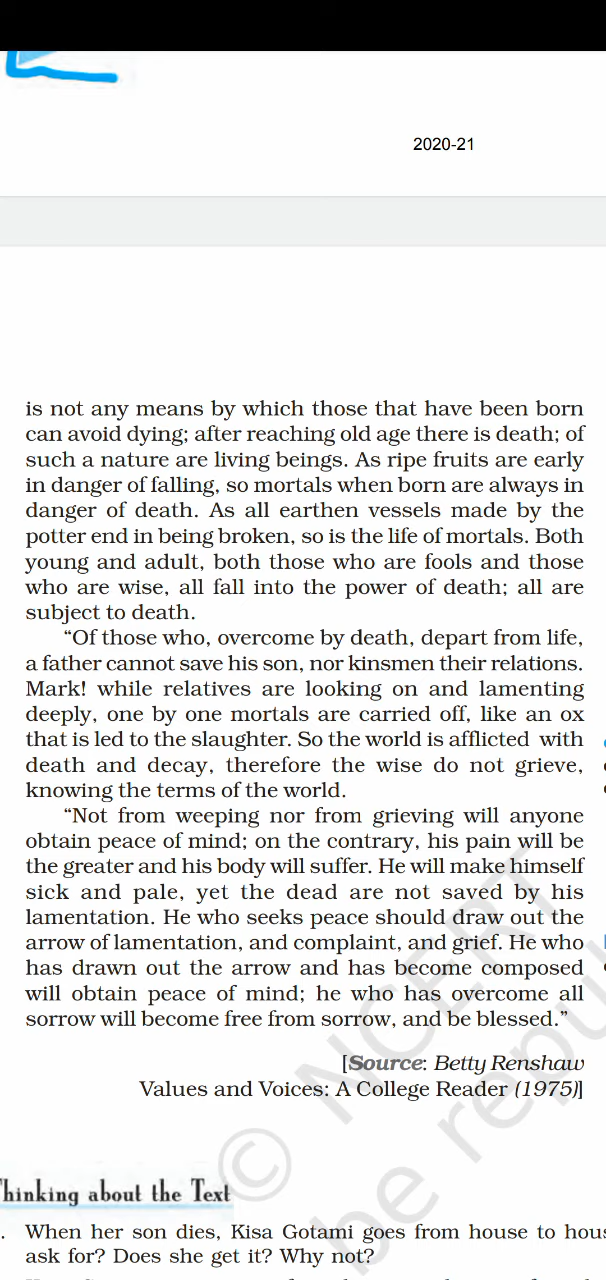 2020-21
is not any means by which those that have been born
can avoid dying; after reaching old age there is death; of
such a nature are living beings. As ripe fruits are early
in danger of falling, so mortals when born are always in
danger of death. As all earthen vessels made by the
potter end in being broken, so is the life of mortals. Both
young and adult, both those who are fools and those
who are wise, all fall into the power of death; all are
subject to death.
“Of those who, overcome by death, depart from life,
a father cannot save his son, nor kinsmen their relations.
Mark! while relatives are looking on and lamenting
deeply, one by one mortals are carried off, like an ox
that is led to the slaughter. So the world is afflicted with
death and decay, therefore the wise do not grieve,
knowing the terms of the world.
“Not from weeping nor from grieving will anyone
obtain peace of mind; on the contrary, his pain will be
the greater and his body will suffer. He will make himself
sick and pale, yet the dead are not saved by his
lamentation. He who seeks peace should draw out the
arrow of lamentation, and complaint, and grief. He who
has drawn out the arrow and has become composed
will obtain peace of mind; he who has overcome all
sorrow will become free from sorrow, and be blessed.”
[Source: Betty Renshaw
Values and Voices: A College Reader (1975)]
hinking about the Text
. When her son dies, Kisa Gotami goes from house to hous
ask for? Does she get it? Why not?
© NCERT
be repu